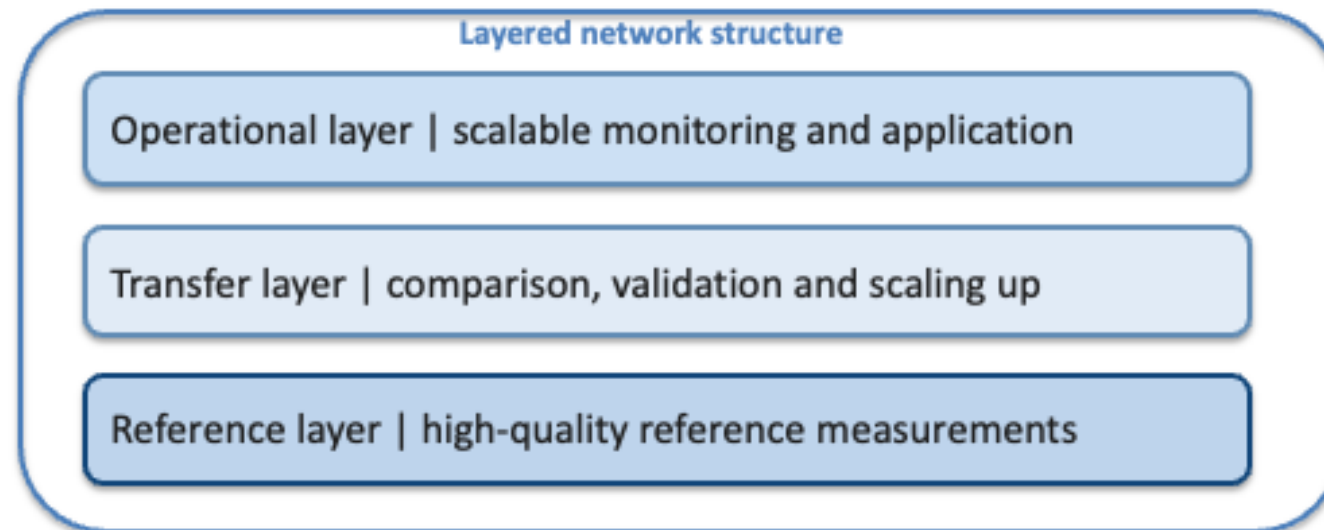 Layered network structure
Operational layer | scalable monitoring and application
Transfer layer | comparison, validation and scaling up
Reference layer | high-quality reference measurements